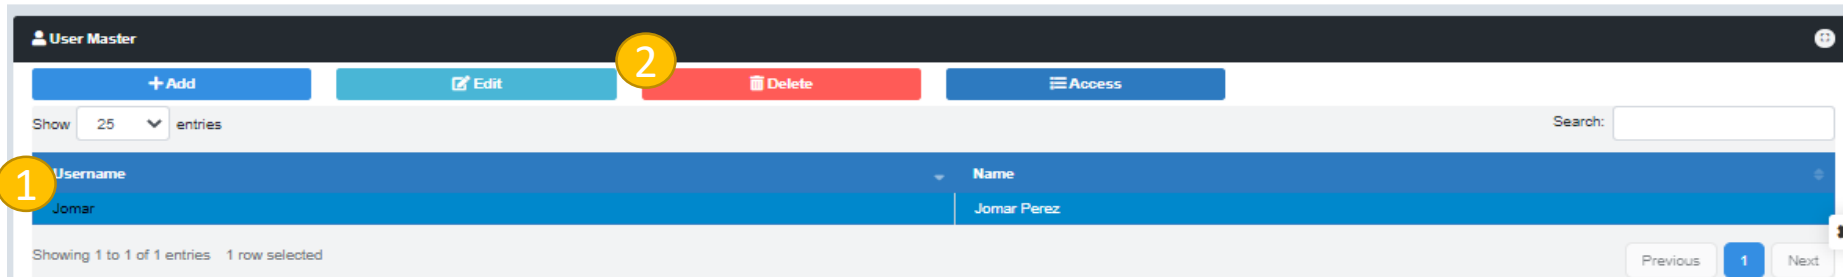 User Master
2
Add Edit Delete Access
Show 25 entries Search:
1
Username Name
Jomar Jomar Perez
Showing 1 to 1 of 1 entries 1 row selected
Previous 1 Next